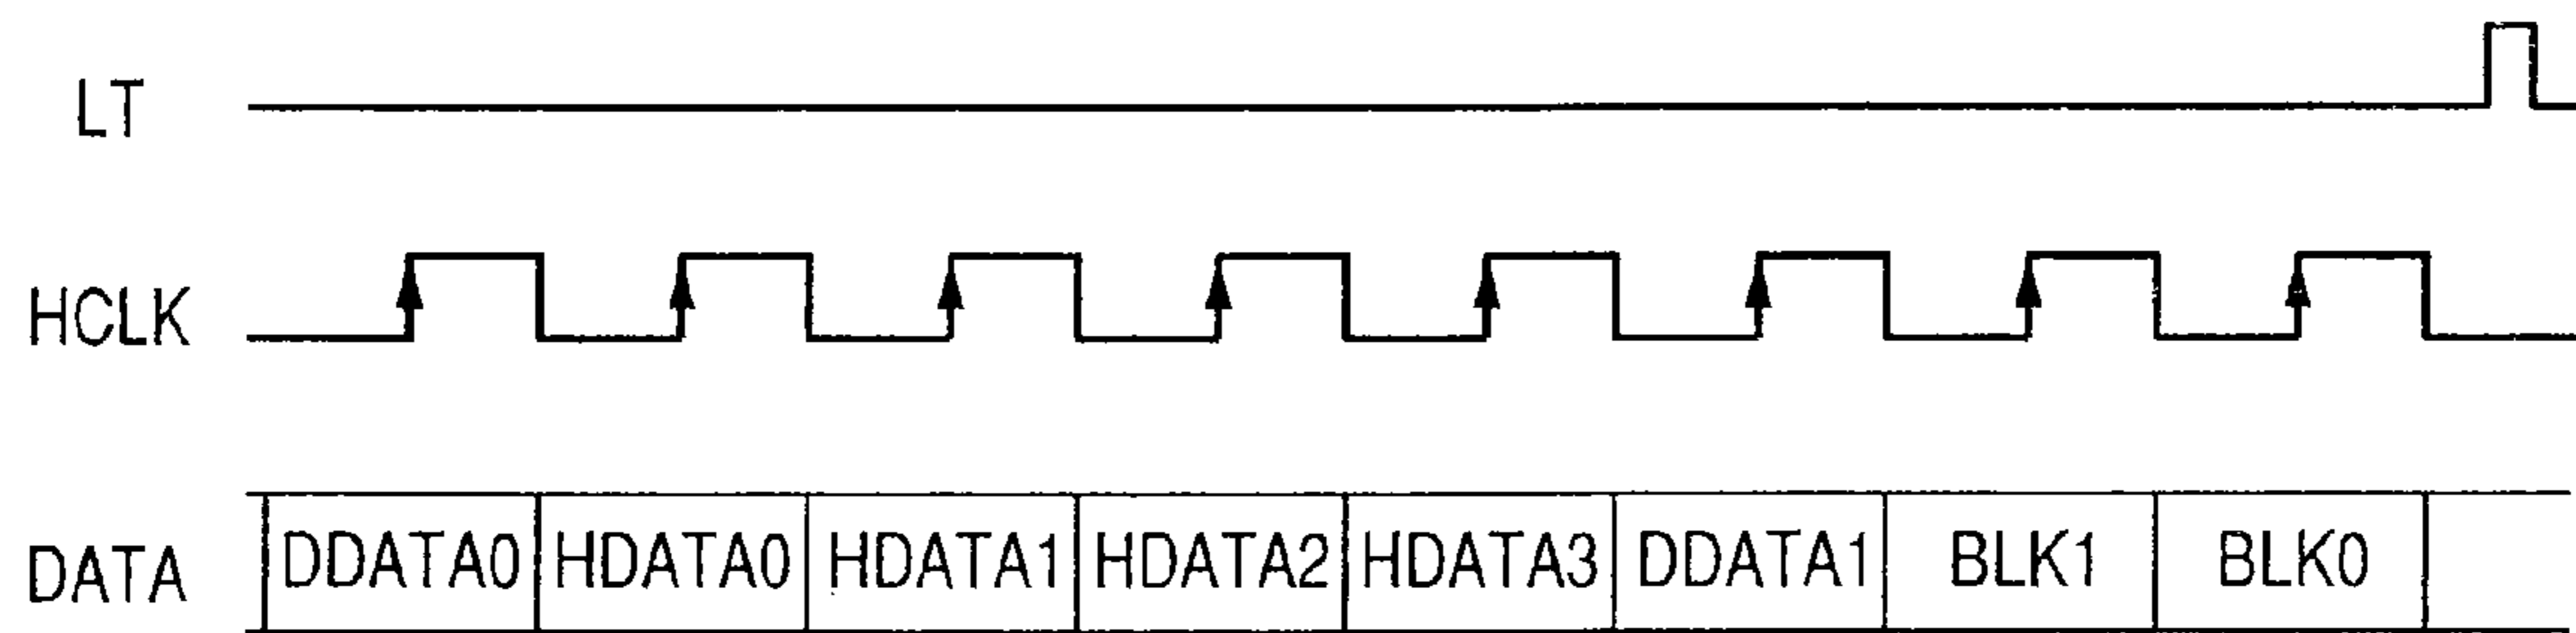 LT
HCLK
DATA DDATA0 HDATA0 HDATA1 HDATA2 HDATA3 DDATA1 BLK1 BLK0